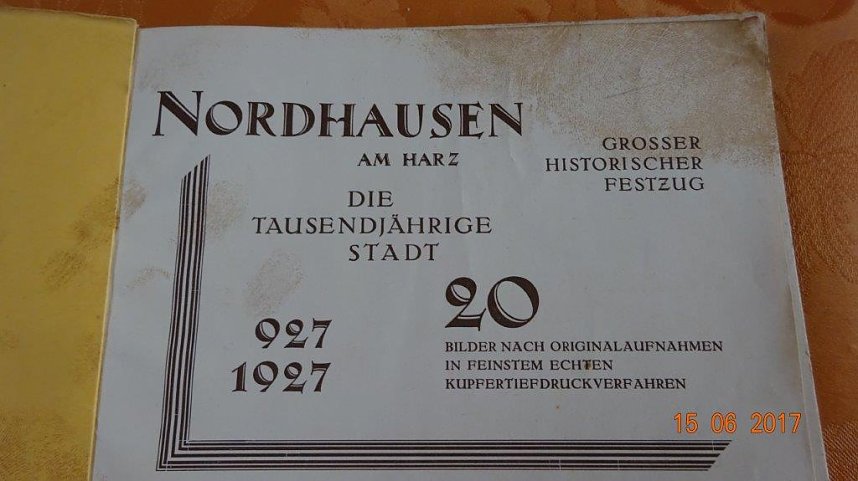 NORDHAUSEN
AM HARZ
GROSSER
HISTORISCHER
FESTZUG
DIE
TAUSENDJÄHRIGE
STADT
927
1927
20
BILDER NACH ORIGINALAUFNAHMEN
IN FEINSTEM ECHTEN
KUPFERTIEFDRUCKVERFAHREN
15 06 2017